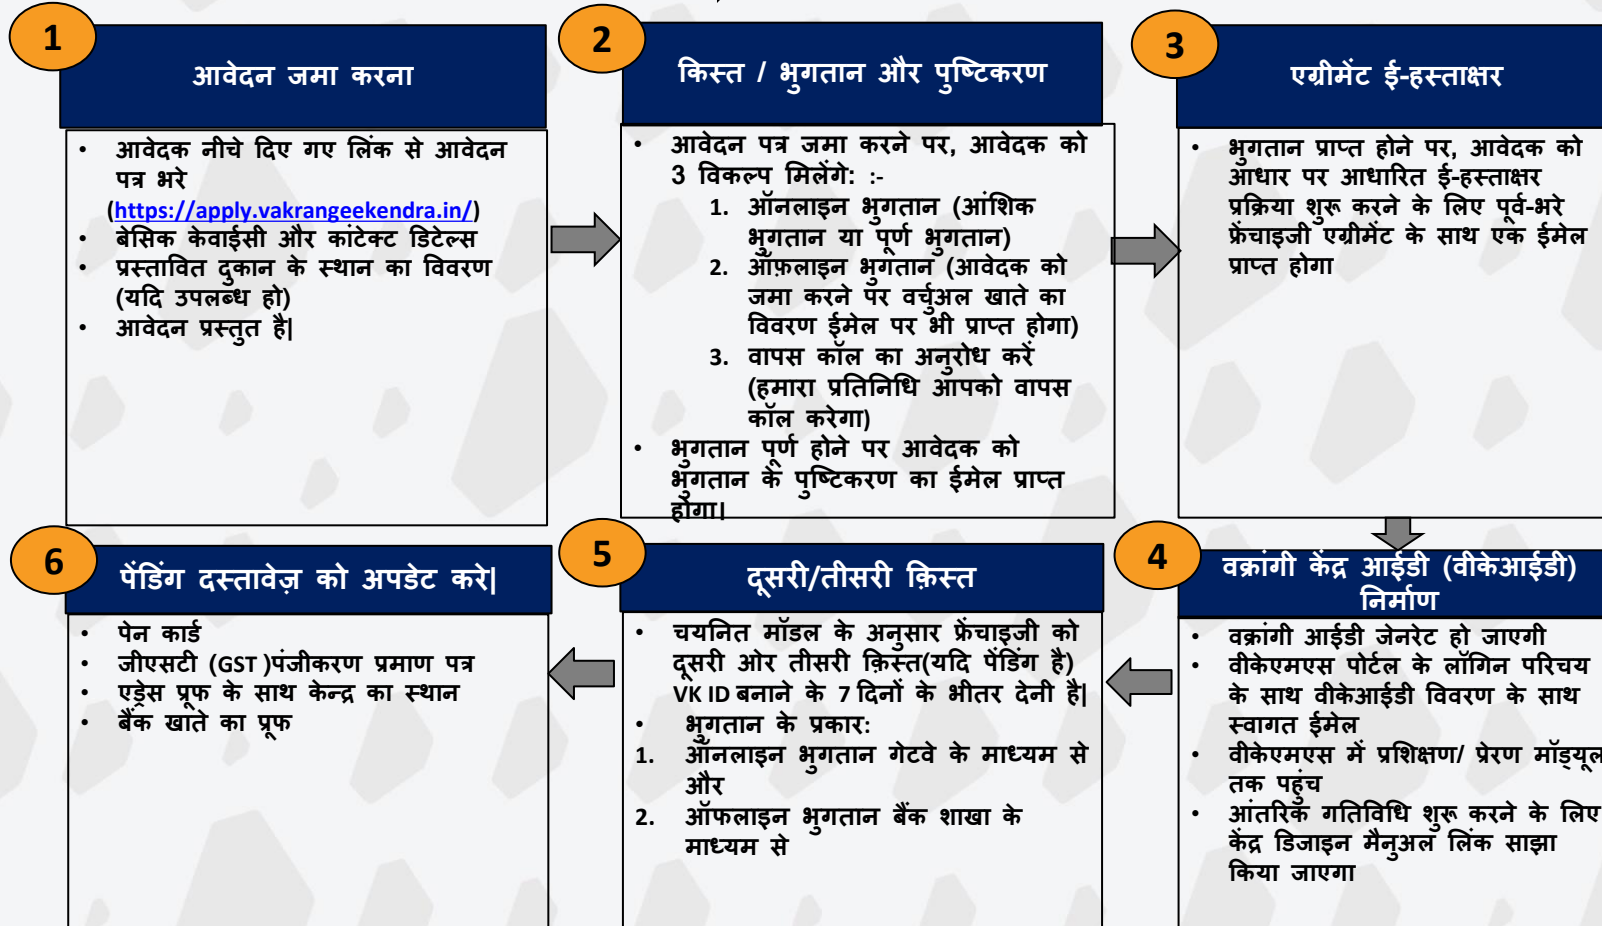 1
आवेदन जमा करना
• आवेदक नीचे दिए गए लिंक से आवेदन
पत्र भरे
(https://apply.vakrangeekendra.in/)
• बेसिक केवाईसी और कांटेक्ट डिटेल्स
• प्रस्तावित दुकान के स्थान का विवरण
(यदि उपलब्ध हो)
• आवेदन प्रस्तुत है|
2
किस्त / भुगतान और पुष्टिकरण
• आवेदन पत्र जमा करने पर, आवेदक को
3 विकल्प मिलेंगे: :-
1. ऑनलाइन भुगतान (आंशिक
भुगतान या पूर्ण भुगतान)
2. ऑफ़लाइन भुगतान (आवेदक को
जमा करने पर वर्चुअल खाते का
विवरण ईमेल पर भी प्राप्त होगा)
3. वापस कॉल का अनुरोध करें
(हमारा प्रतिनिधि आपको वापस
कॉल करेगा)
• भुगतान पूर्ण होने पर आवेदक को
भुगतान के पुष्टिकरण का ईमेल प्राप्त
होगा।
3
एग्रीमेंट ई-हस्ताक्षर
• भुगतान प्राप्त होने पर, आवेदक को
आधार पर आधारित ई-हस्ताक्षर
प्रक्रिया शुरू करने के लिए पूर्व-भरे
फ्रेंचाइजी एग्रीमेंट के साथ एक ईमेल
प्राप्त होगा
4
वक्रांगी केंद्र आईडी (वीकेआईडी)
निर्माण
• वक्रांगी आईडी जेनरेट हो जाएगी
• वीकेएमएस पोर्टल के लॉगिन परिचय
के साथ वीकेआईडी विवरण के साथ
स्वागत ईमेल
• वीकेएमएस में प्रशिक्षण/ प्रेरण मॉड्यूल
तक पहुंच
• आंतरिक गतिविधि शुरू करने के लिए
केंद्र डिजाइन मैनुअल लिंक साझा
किया जाएगा
5
दूसरी/तीसरी क़िस्त
• चयनित मॉडल के अनुसार फ्रेंचाइजी को
दूसरी ओर तीसरी क़िस्त(यदि पेंडिंग है)
VK ID बनाने के 7 दिनों के भीतर देनी है|
• भुगतान के प्रकार:
1. ऑनलाइन भुगतान गेटवे के माध्यम से
और
2. ऑफलाइन भुगतान बैंक शाखा के
माध्यम से
6
पेंडिंग दस्तावेज़ को अपडेट करे|
• पेन कार्ड
• जीएसटी (GST )पंजीकरण प्रमाण पत्र
• एड्रेस प्रूफ के साथ केन्द्र का स्थान
• बैंक खाते का प्रूफ